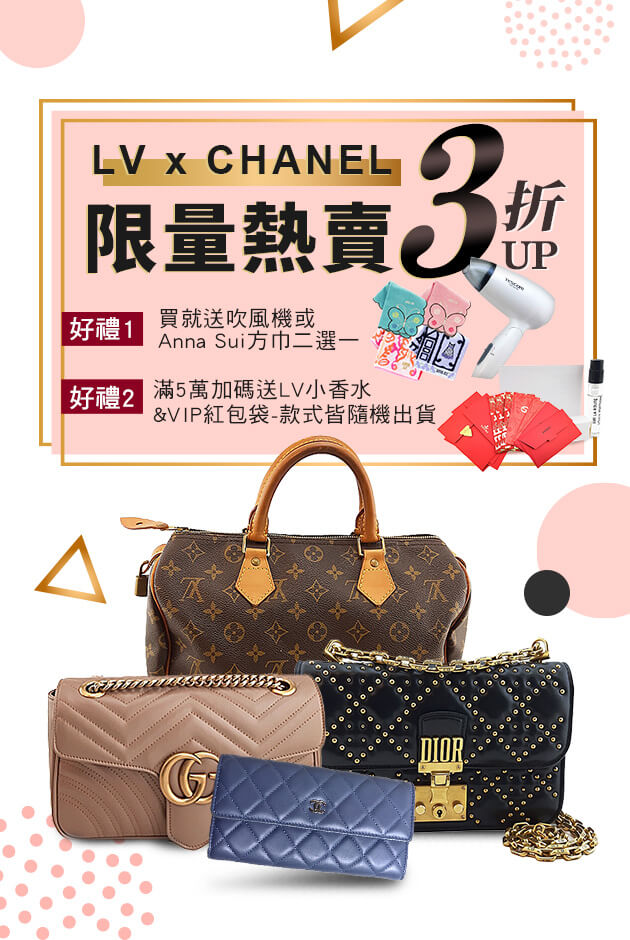 LV x CHANEL
限量熱賣
3折UP
好禮1
買就送吹風機或
Anna Sui方巾二選一
好禮2
滿5萬加碼送LV小香水
&VIP紅包袋-款式皆隨機出貨
DIOR